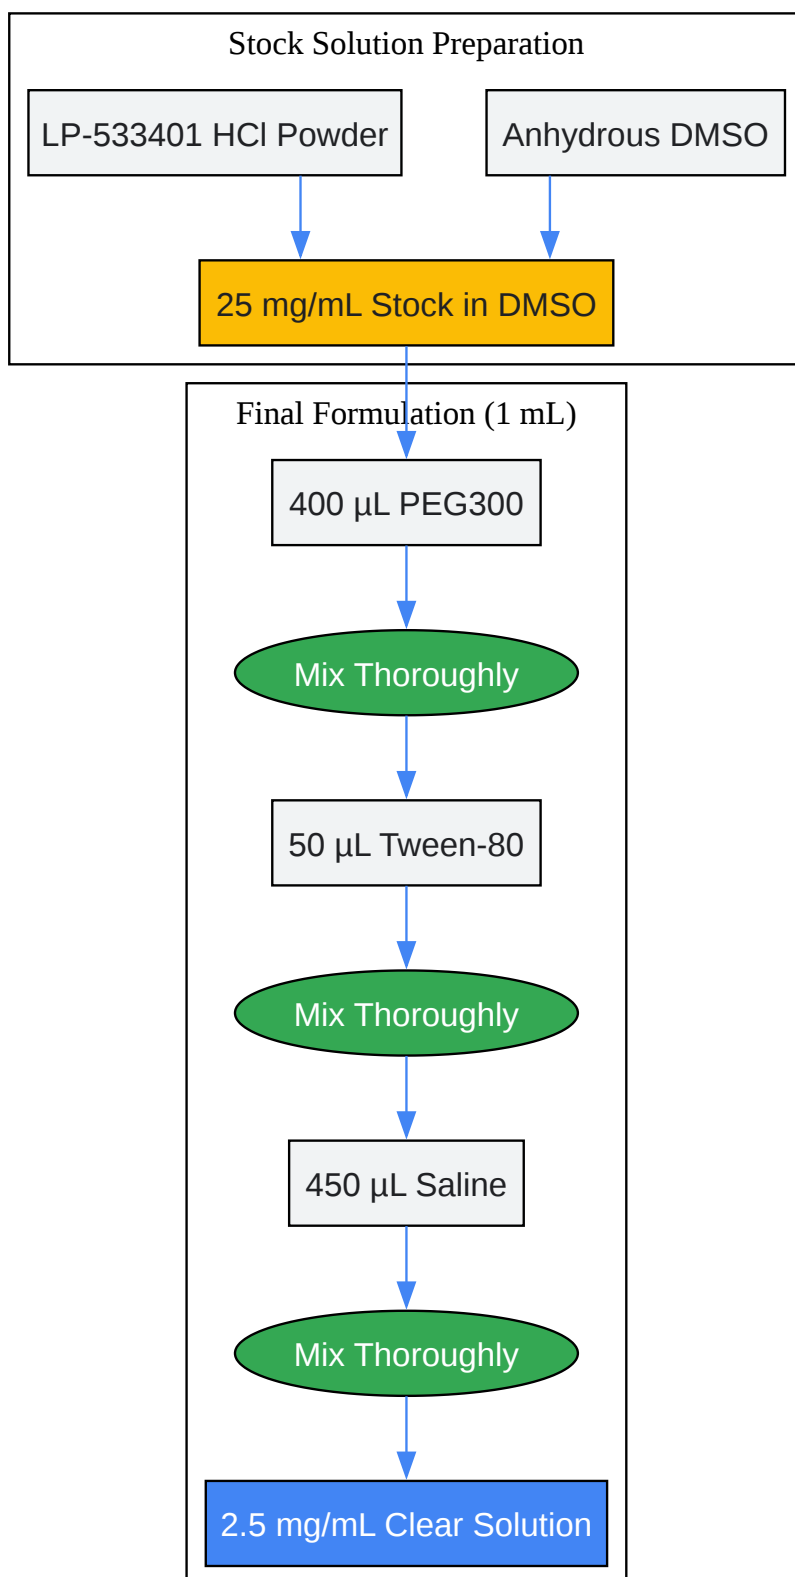 Stock Solution Preparation
LP-533401 HCl Powder
Anhydrous DMSO
25 mg/mL Stock in DMSO
Final Formulation (1 mL)
400 µL PEG300
Mix Thoroughly
50 µL Tween-80
Mix Thoroughly
450 µL Saline
Mix Thoroughly
2.5 mg/mL Clear Solution